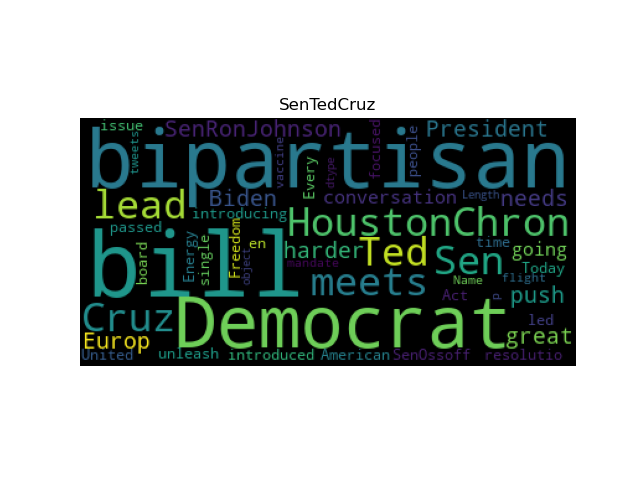 SenTedCruz
issue
tweets
SenRonJohnson
focused
President
people
bipartisan
vaccine
Every
dtype
lead
Biden
conversation
Length
needs
introducing
passed
HoustonChron
bill
board
Energy
single
Freedom
object
en
harder
mandate
Ted
Sen
time
going
Today
flight
Name
meets
Act
p
push
Cruz
Democrat
led
great
Europ
United
unleash
introduced
American
SenOssoff
resolutio